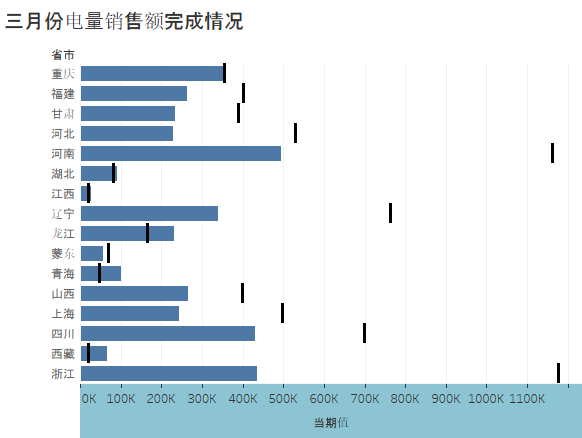 三月份电量销售额完成情况
省市
重庆
福建
甘肃
河北
河南
湖北
江西
辽宁
龙江
蒙东
青海
山西
上海
四川
西藏
浙江
0K 100K 200K 300K 400K 500K 600K 700K 800K 900K 1000K 1100K
当期值